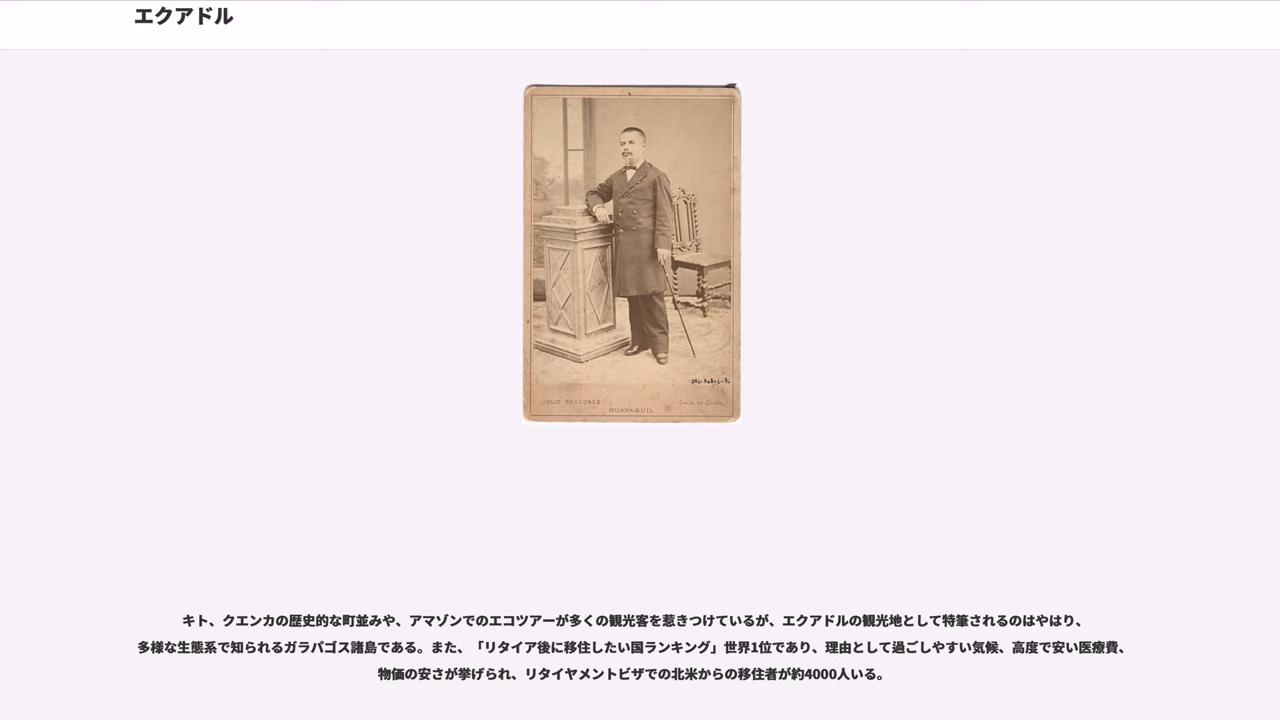 エクアドル
JULIO BASCONES
GUAYAQUIL
キト、クエンカの歴史的な町並みや、アマゾンでのエコツアーが多くの観光客を惹きつけているが、エクアドルの観光地として特筆されるのはやはり、
多様な生態系で知られるガラパゴス諸島である。また、「リタイア後に移住したい国ランキング」世界1位であり、理由として過ごしやすい気候、高度で安い医療費、
物価の安さが挙げられ、リタイヤメントビザでの北米からの移住者が約4000人いる。